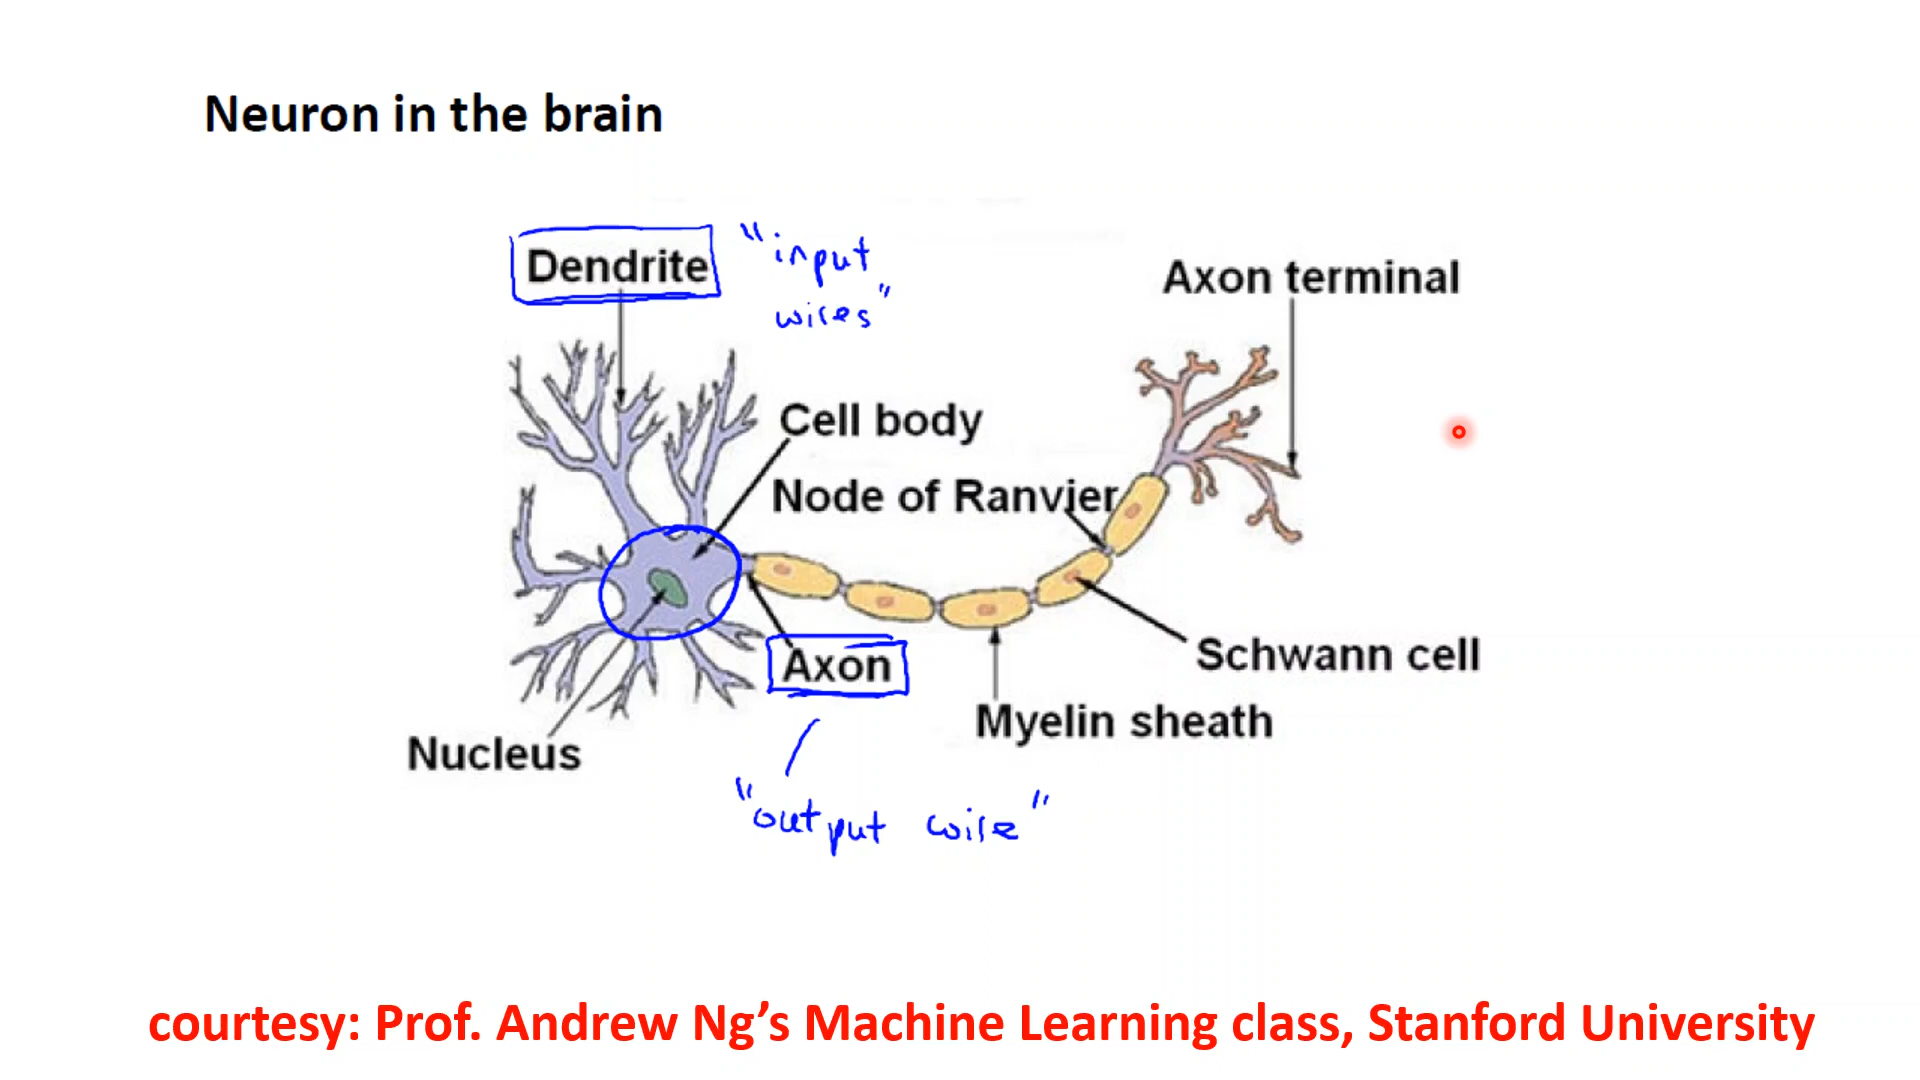 Neuron in the brain
Dendrite
"input
wires"
Axon terminal
Cell body
Node of Ranvier
Axon
Schwann cell
Myelin sheath
Nucleus
"output wire"
courtesy: Prof. Andrew Ng’s Machine Learning class, Stanford University